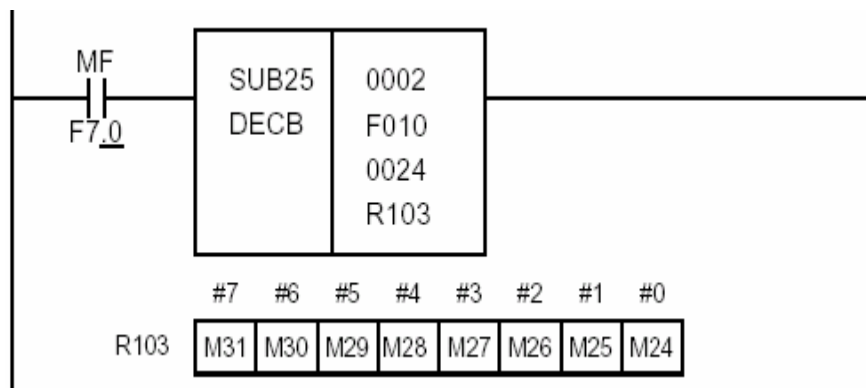 MF
F7.0
SUB25 0002
DECB F010
0024
R103
#7 #6 #5 #4 #3 #2 #1 #0
R103 M31 M30 M29 M28 M27 M26 M25 M24